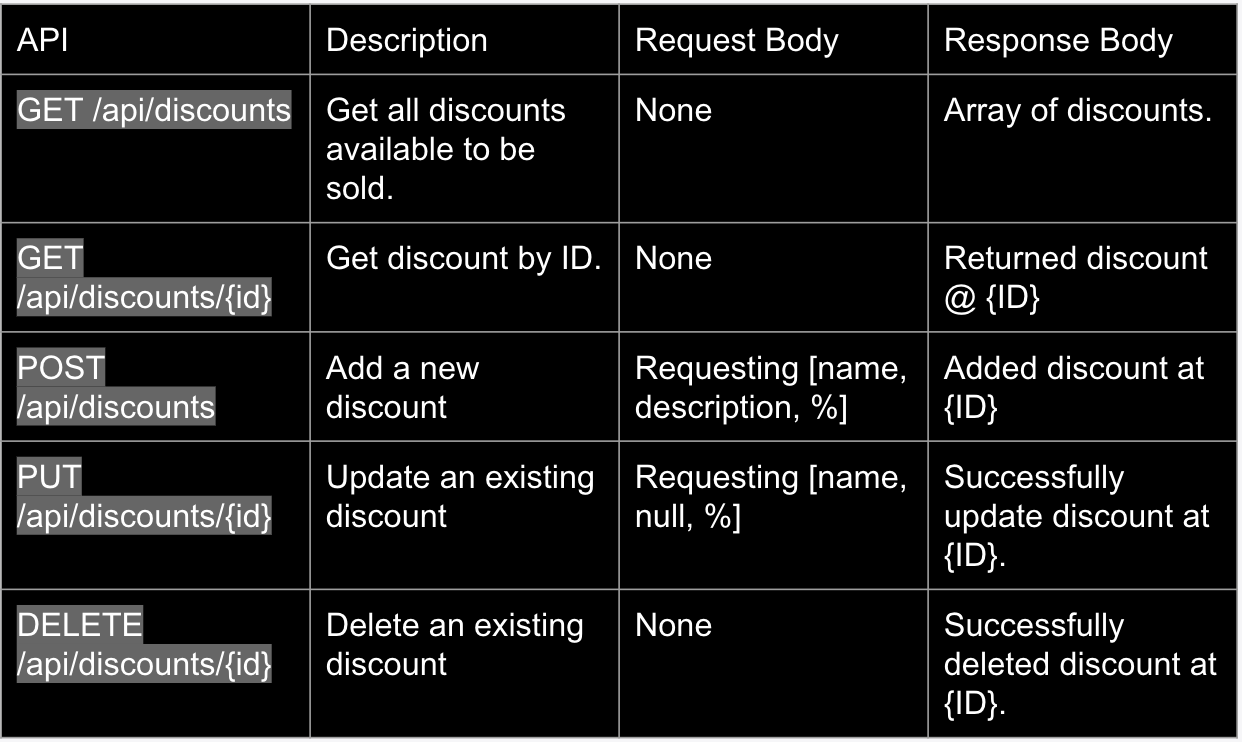 API
Description
Request Body
Response Body
GET /api/discounts
Get all discounts
available to be
sold.
None
Array of discounts.
GET
/api/discounts/{id}
Get discount by ID.
None
Returned discount
@ {ID}
POST
/api/discounts
Add a new
discount
Requesting [name,
description, %]
Added discount at
{ID}
PUT
/api/discounts/{id}
Update an existing
discount
Requesting [name,
null, %]
Successfully
update discount at
{ID}.
DELETE
/api/discounts/{id}
Delete an existing
discount
None
Successfully
deleted discount at
{ID}.